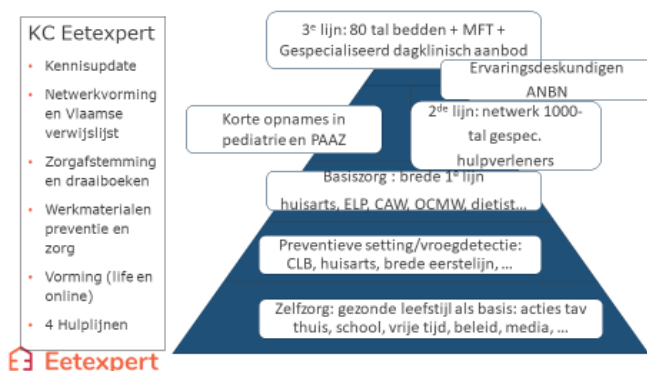 KC Eetexpert
• Kennisupdate
• Netwerkvorming
en Vlaamse
verwijslijst
• Zorgafstemming
en draaiboeken
• Werkmaterialen
preventie en
zorg
• Vorming (life en
online)
• 4 Hulplijnen
Eetexpert
3e lijn: 80 tal bedden + MFT +
Gespecialiseerd dagklinisch aanbod
Ervaringsdeskundigen
ANBN
Korte opnames in
pediatrie en PAAZ
2de lijn: netwerk 1000-
tal gespec.
hulpverleners
Basiszorg : brede 1e lijn
huisarts, ELP, CAW, OCMW, dietist...
Preventieve setting/vroegdetectie:
CLB, huisarts, brede eerstelijn, ...
Zelfzorg: gezonde leefstijl als basis: acties tav
thuis, school, vrije tijd, beleid, media, ...